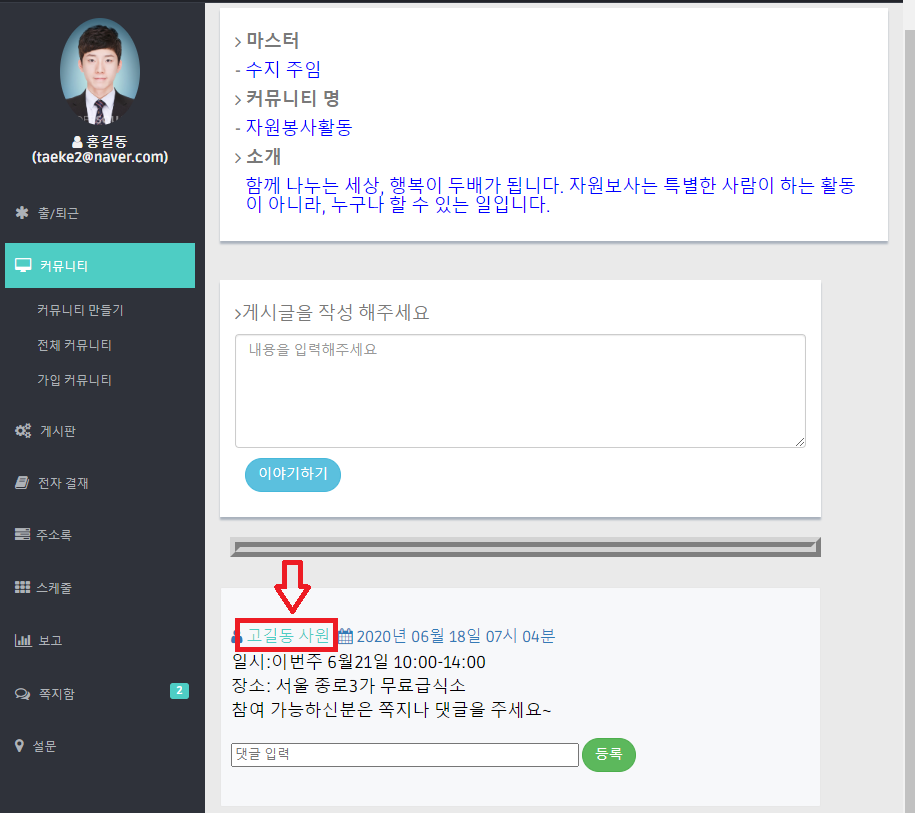 홍길동
(taeke2@naver.com)
출/퇴근
커뮤니티
커뮤니티 만들기
전체 커뮤니티
가입 커뮤니티
게시판
전자 결재
주소록
스케줄
보고
쪽지함 2
설문
> 마스터
- 수지 주임
> 커뮤니티 명
- 자원봉사활동
> 소개
함께 나누는 세상, 행복이 두배가 됩니다. 자원보사는 특별한 사람이 하는 활동
이 아니라, 누구나 할 수 있는 일입니다.
>게시글을 작성 해주세요
내용을 입력해주세요
이야기하기
고길동 사원 2020년 06월 18일 07시 04분
일시:이번주 6월21일 10:00-14:00
장소: 서울 종로3가 무료급식소
참여 가능하신분은 쪽지나 댓글을 주세요~
댓글 입력 등록